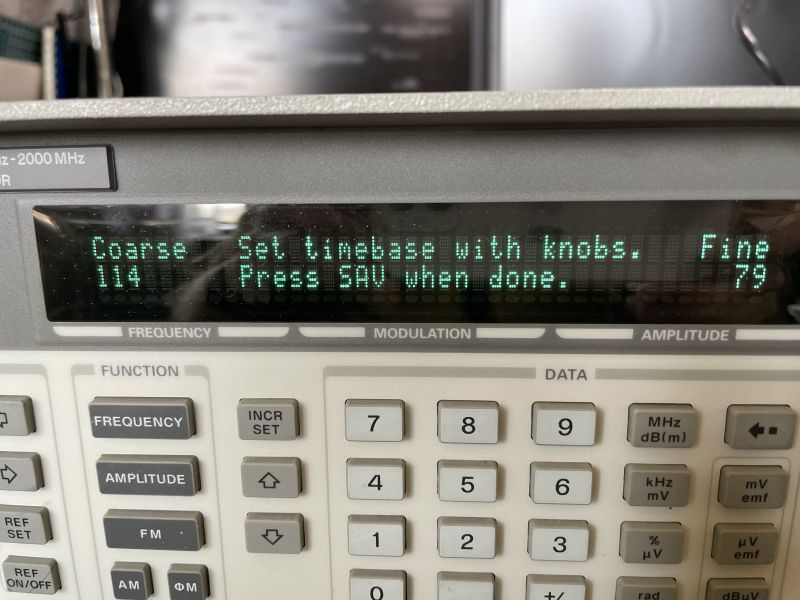 z-2000 MHz
OR
Coarse Set timebase with knobs. Fine
114 Press SAV when done. 79
FREQUENCY MODULATION AMPLITUDE
FUNCTION DATA
FREQUENCY INCR SET 7 8 9 MHz dB(m)
AMPLITUDE 4 5 6 kHz mV mV emf
FM 1 2 3 % µV µV emf
REF SET
REF ON/OFF AM ΦM 0 +/- rad dBµV